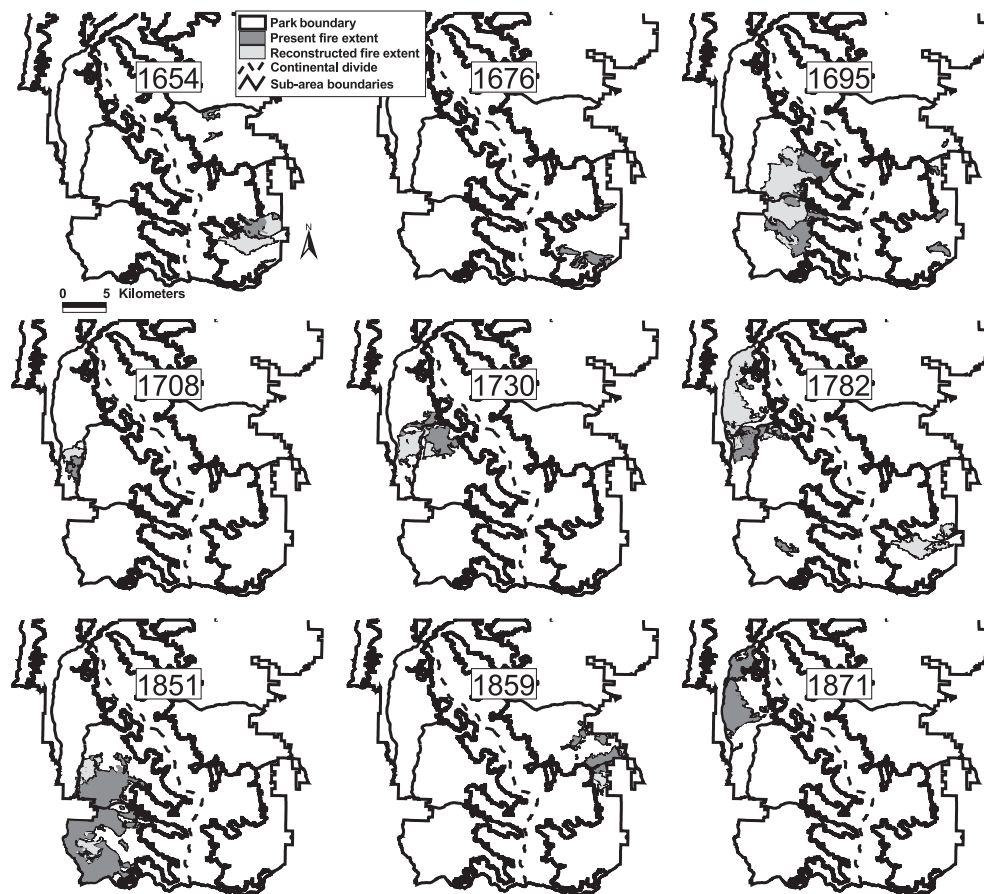 Park boundary
Present fire extent
Reconstructed fire extent
Continental divide
Sub-area boundaries
1654
1676
1695
N
0 5 Kilometers
1708
1730
1782
1851
1859
1871